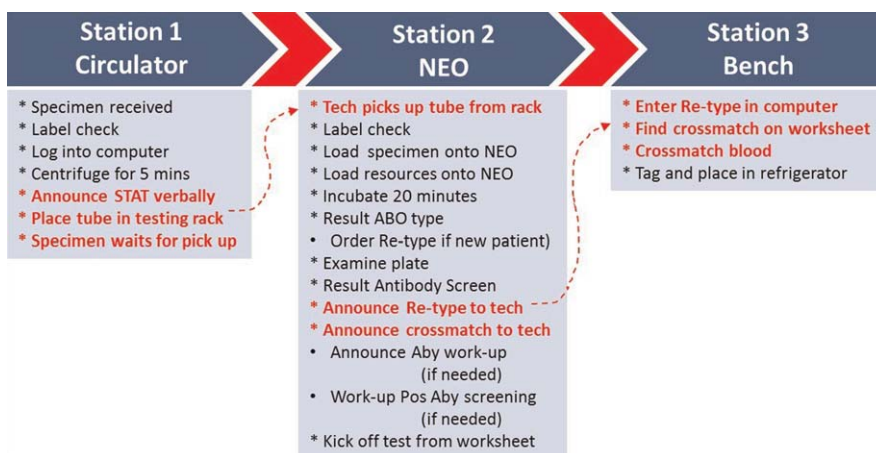 Station 1
Circulator
* Specimen received
* Label check
* Log into computer
* Centrifuge for 5 mins
* Announce STAT verbally
* Place tube in testing rack
* Specimen waits for pick up
Station 2
NEO
* Tech picks up tube from rack
* Label check
* Load specimen onto NEO
* Load resources onto NEO
* Incubate 20 minutes
* Result ABO type
• Order Re-type if new patient)
* Examine plate
* Result Antibody Screen
* Announce Re-type to tech
* Announce crossmatch to tech
• Announce Aby work-up
(if needed)
• Work-up Pos Aby screening
(if needed)
* Kick off test from worksheet
Station 3
Bench
* Enter Re-type in computer
* Find crossmatch on worksheet
* Crossmatch blood
* Tag and place in refrigerator